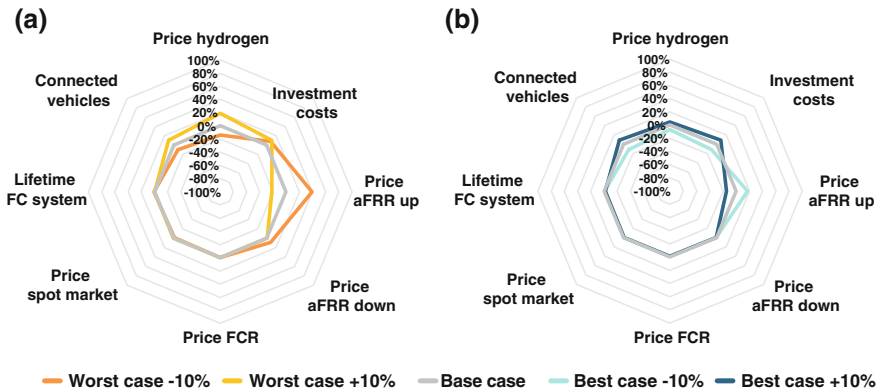 (a)
Price hydrogen
100%
80%
60%
40%
20%
0%
-20%
-40%
-60%
-80%
-100%
Connected
vehicles
Investment
costs
Lifetime
FC system
Price
aFRR up
Price
spot market
Price
aFRR down
Price FCR
(b)
Price hydrogen
100%
80%
60%
40%
20%
0%
-20%
-40%
-60%
-80%
-100%
Connected
vehicles
Investment
costs
Lifetime
FC system
Price
aFRR up
Price
spot market
Price
aFRR down
Price FCR
Worst case -10% Worst case +10% Base case Best case -10% Best case +10%